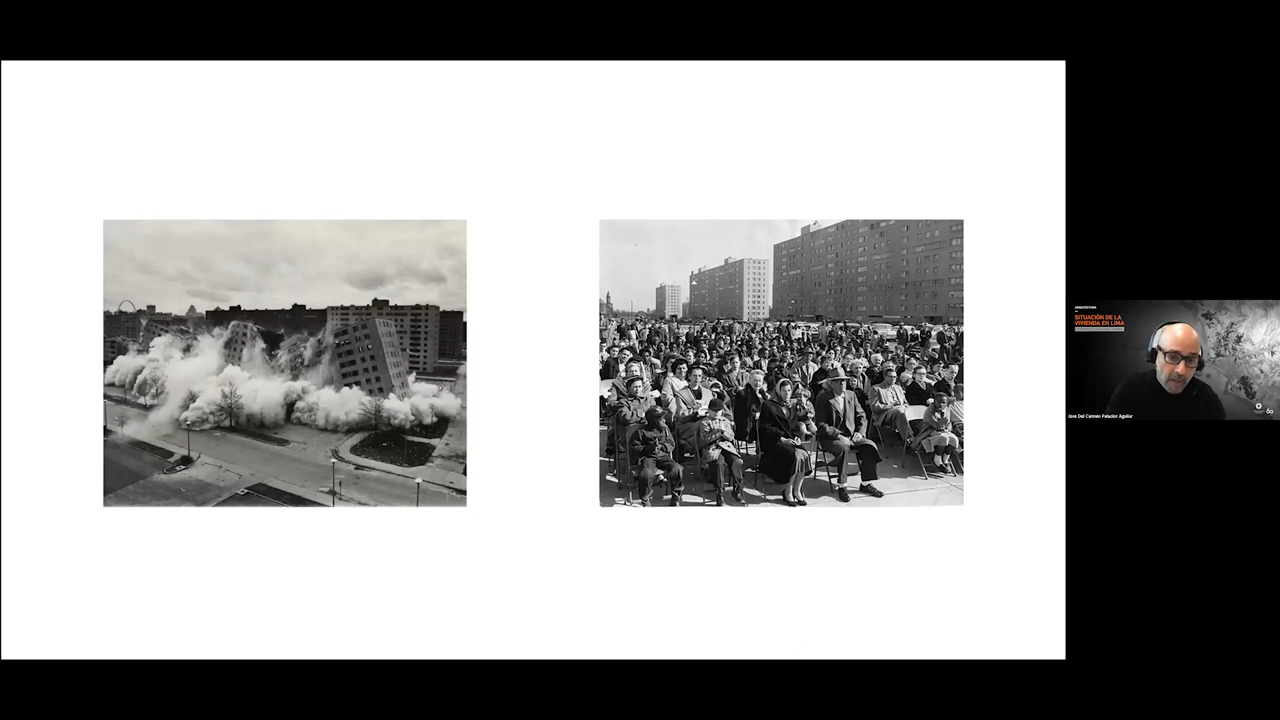 ARQUITECTURA
SITUACIÓN DE LA
VIVIENDA EN LIMA
Jose Del Carmen Palacios Aguilar